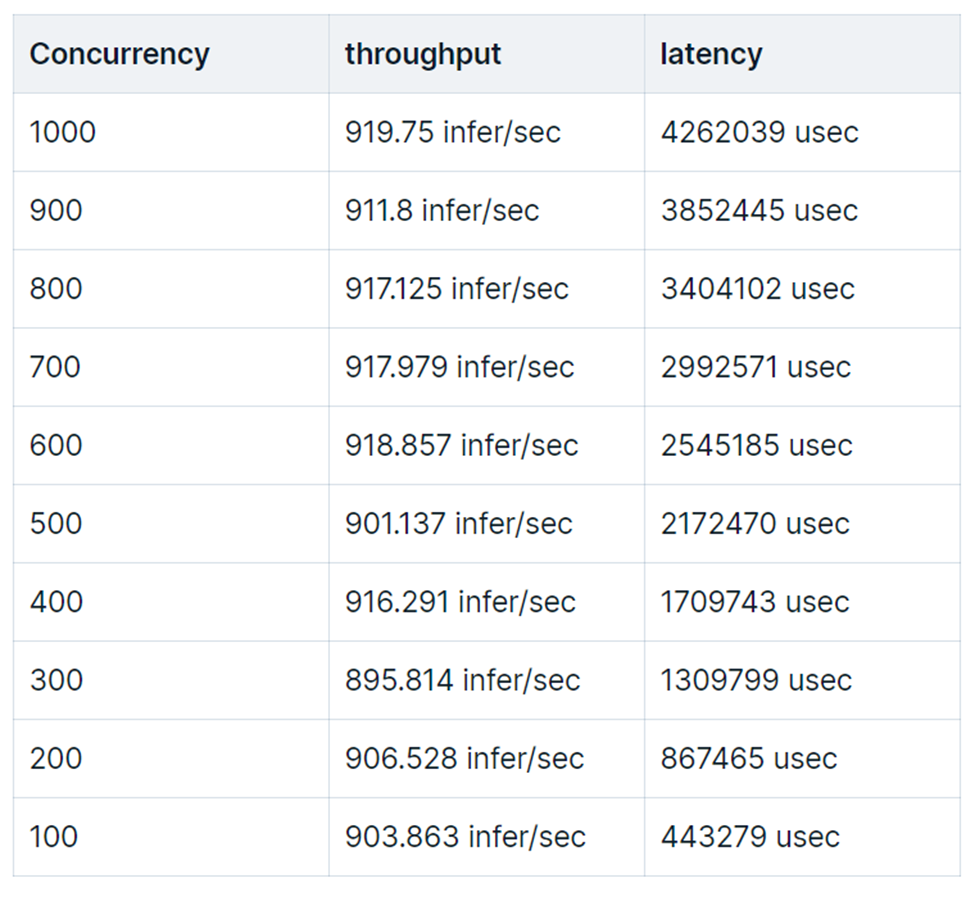 Concurrency throughput latency
1000 919.75 infer/sec 4262039 usec
900 911.8 infer/sec 3852445 usec
800 917.125 infer/sec 3404102 usec
700 917.979 infer/sec 2992571 usec
600 918.857 infer/sec 2545185 usec
500 901.137 infer/sec 2172470 usec
400 916.291 infer/sec 1709743 usec
300 895.814 infer/sec 1309799 usec
200 906.528 infer/sec 867465 usec
100 903.863 infer/sec 443279 usec